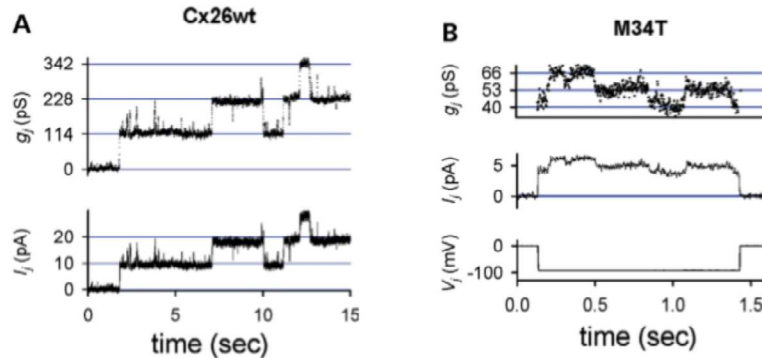 A
Cx26wt
342
228
114
0
gj (pS)
20
10
0
Ij (pA)
0
5
10
15
time (sec)
B
M34T
66
53
40
gj (pS)
5
0
Ij (pA)
0
-100
Vj (mV)
0.0
0.5
1.0
1.5
time (sec)